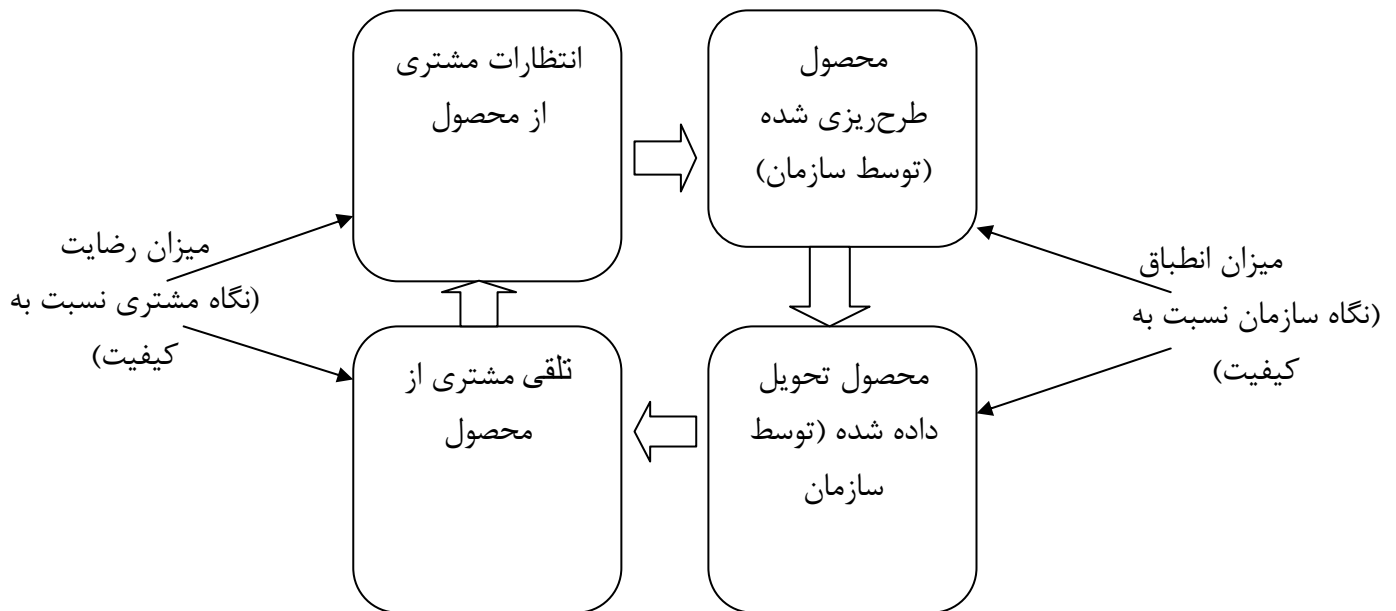 محصول
طرح‌ریزی شده
(توسط سازمان)
انتظارات مشتری
از محصول
میزان انطباق
(نگاه سازمان نسبت به
کیفیت)
میزان رضایت
(نگاه مشتری نسبت به
کیفیت)
محصول تحویل
داده شده (توسط
سازمان
تلقی مشتری از
محصول